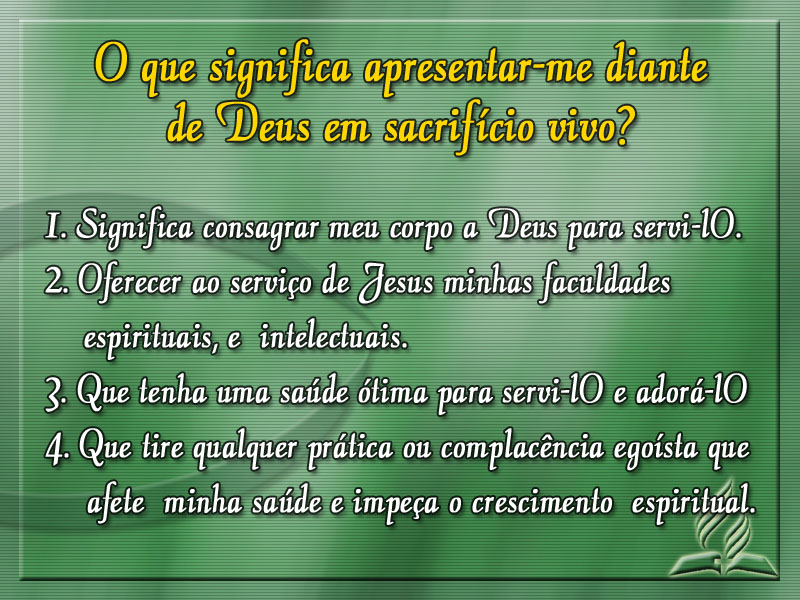 O que significa apresentar-me diante
de Deus em sacrifício vivo?
1. Significa consagrar meu corpo a Deus para servi-lO.
2. Oferecer ao serviço de Jesus minhas faculdades
espirituais, e intelectuais.
3. Que tenha uma saúde ótima para servi-lO e adorá-lO
4. Que tire qualquer prática ou complacência egoísta que
afete minha saúde e impeça o crescimento espiritual.